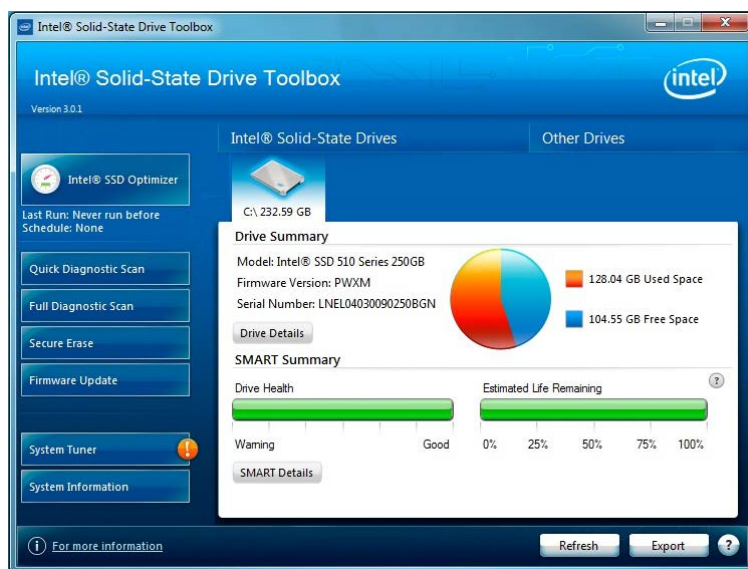 Intel® Solid-State Drive Toolbox
Intel® Solid-State Drive Toolbox
intel
Version 3.0.1
Intel® Solid-State Drives
Other Drives
Intel® SSD Optimizer
Last Run: Never run before
Schedule: None
C:\ 232.59 GB
Drive Summary
Model: Intel® SSD 510 Series 250GB
Firmware Version: PWXM
Serial Number: LNEL04030090250BGN
128.04 GB Used Space
104.55 GB Free Space
Drive Details
Quick Diagnostic Scan
Full Diagnostic Scan
Secure Erase
Firmware Update
SMART Summary
Drive Health
Estimated Life Remaining
?
Warning
Good
0% 25% 50% 75% 100%
SMART Details
System Tuner
!
System Information
i
For more information
Refresh
Export
?